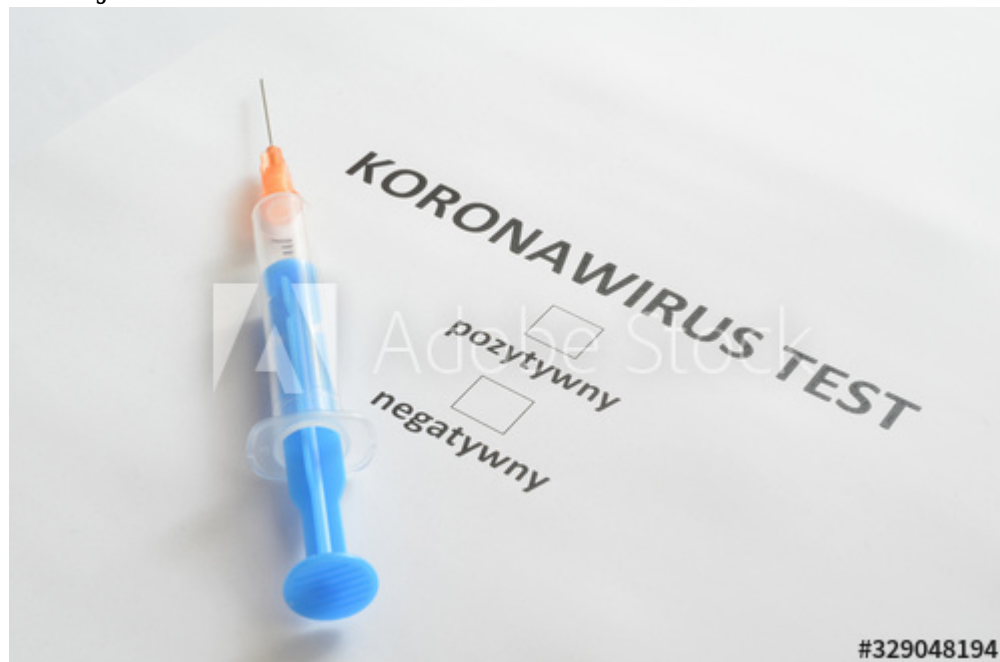 KORONAWIRUS TEST
pozytywny
negatywny
Adobe Stock
#329048194